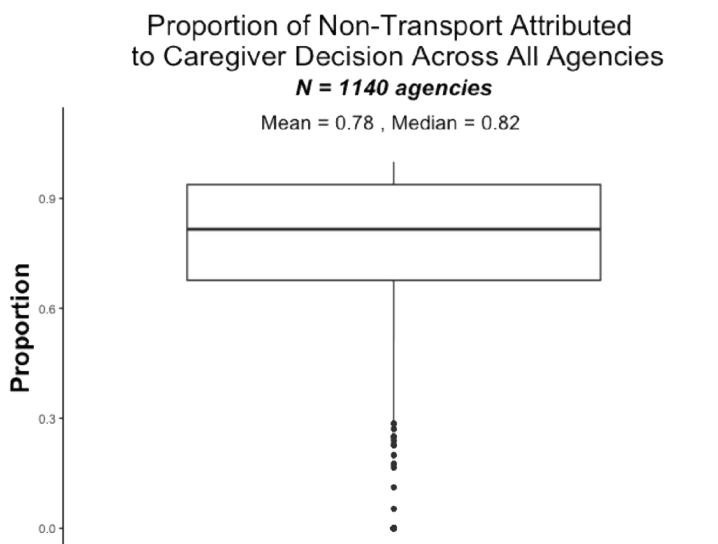 Proportion of Non-Transport Attributed
to Caregiver Decision Across All Agencies
N = 1140 agencies
Mean = 0.78 , Median = 0.82
Proportion
0.9
0.6
0.3
0.0